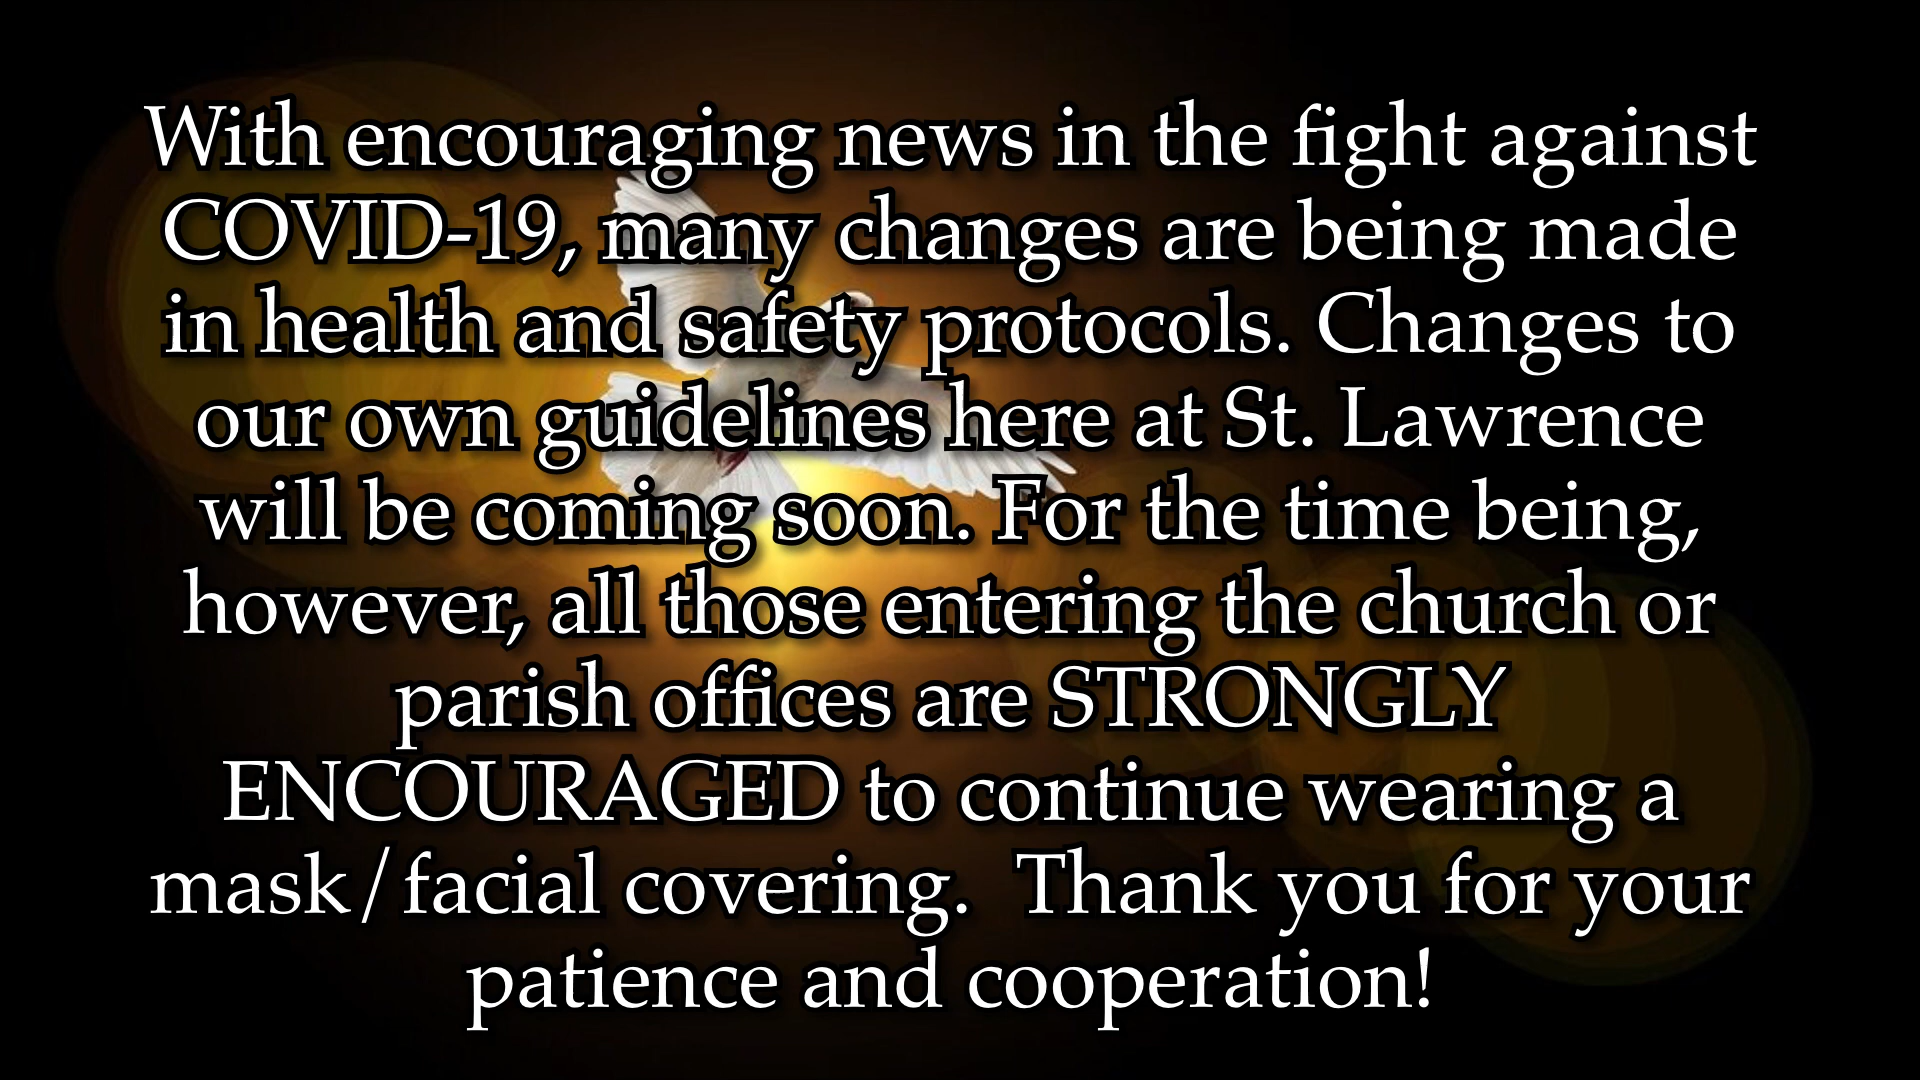 With encouraging news in the fight against
COVID-19, many changes are being made
in health and safety protocols. Changes to
our own guidelines here at St. Lawrence
will be coming soon. For the time being,
however, all those entering the church or
parish offices are STRONGLY
ENCOURAGED to continue wearing a
mask/facial covering.  Thank you for your
patience and cooperation!